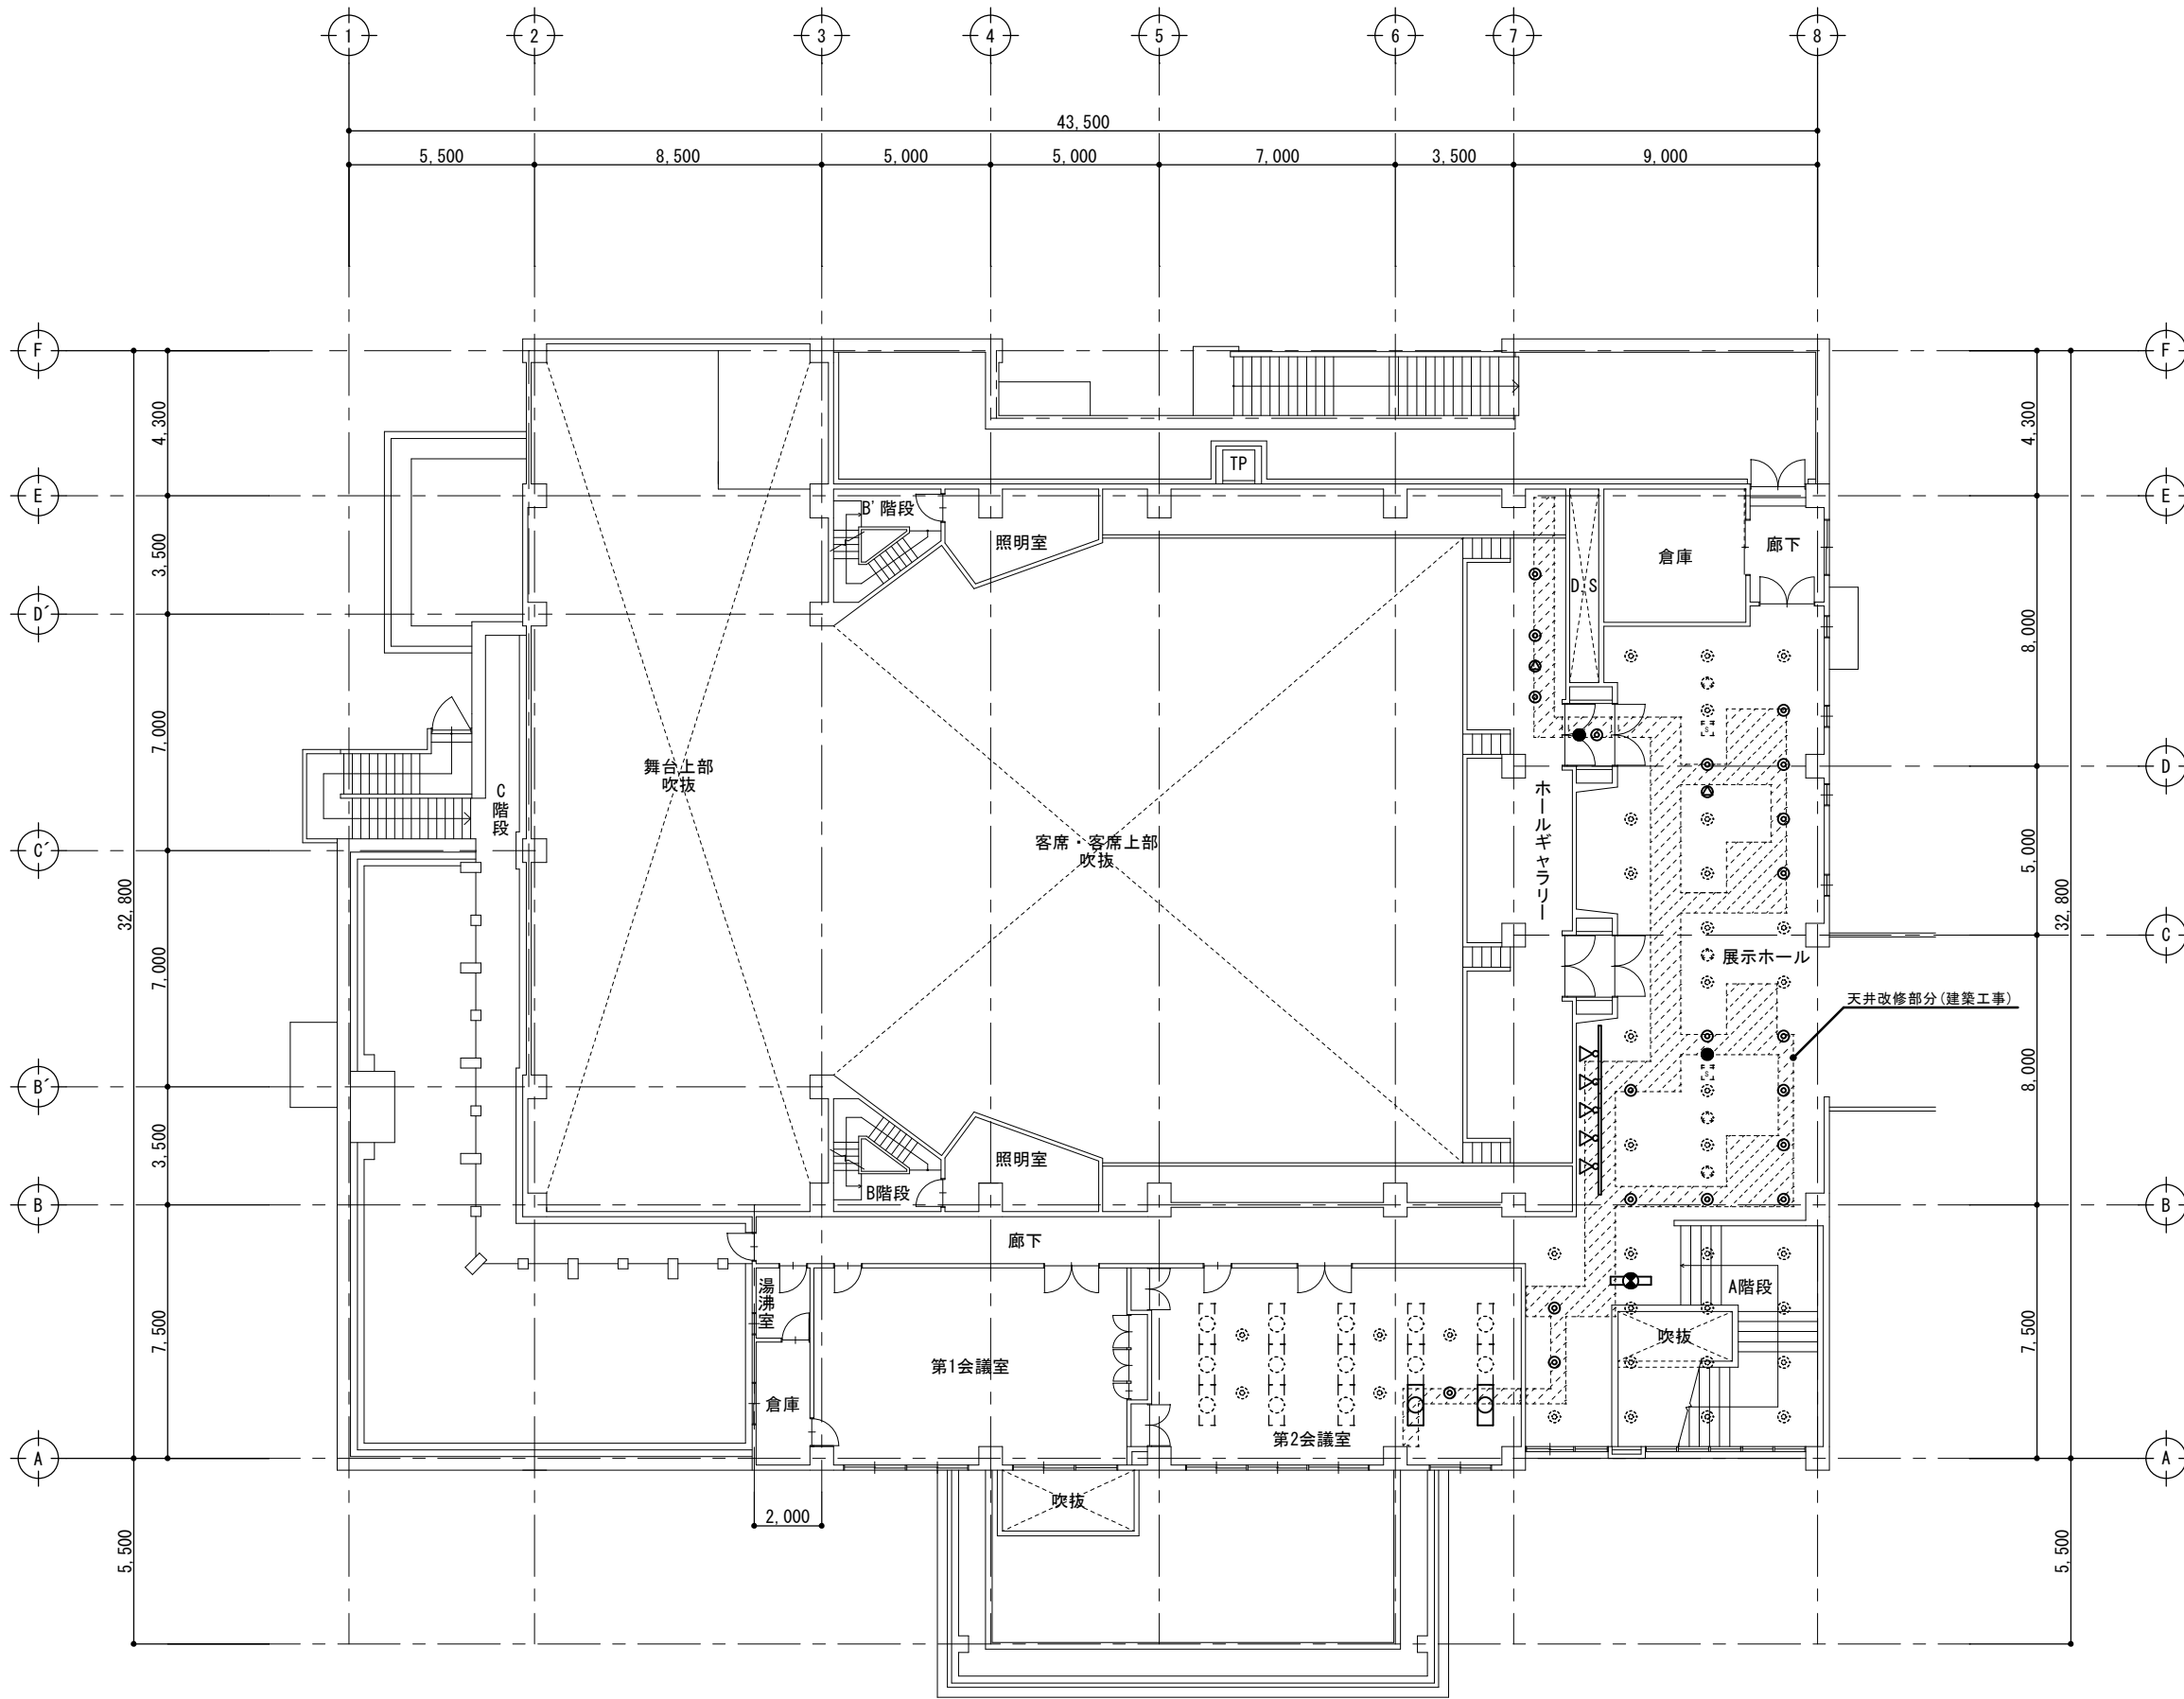 1 2 3 4 5 6 7 8
43,500
5,500 8,500 5,000 5,000 7,000 3,500 9,000
F F
4,300 4,300
TP
E E
B'階段
照明室
倉庫
廊下
3,500
D.S
D' 
8,000
7,000
舞台上部
吹抜
C階段
ホールギャラリー
客席・客席上部
吹抜
S
D
C'
5,000
32,800 32,800
C
7,000
展示ホール
天井改修部分(建築工事)
S
B'
8,000
3,500
照明室
B階段
B B
廊下
湯沸室
A階段
吹抜
7,500 7,500
第1会議室
倉庫
第2会議室
A A
吹抜
2,000
5,500 5,500